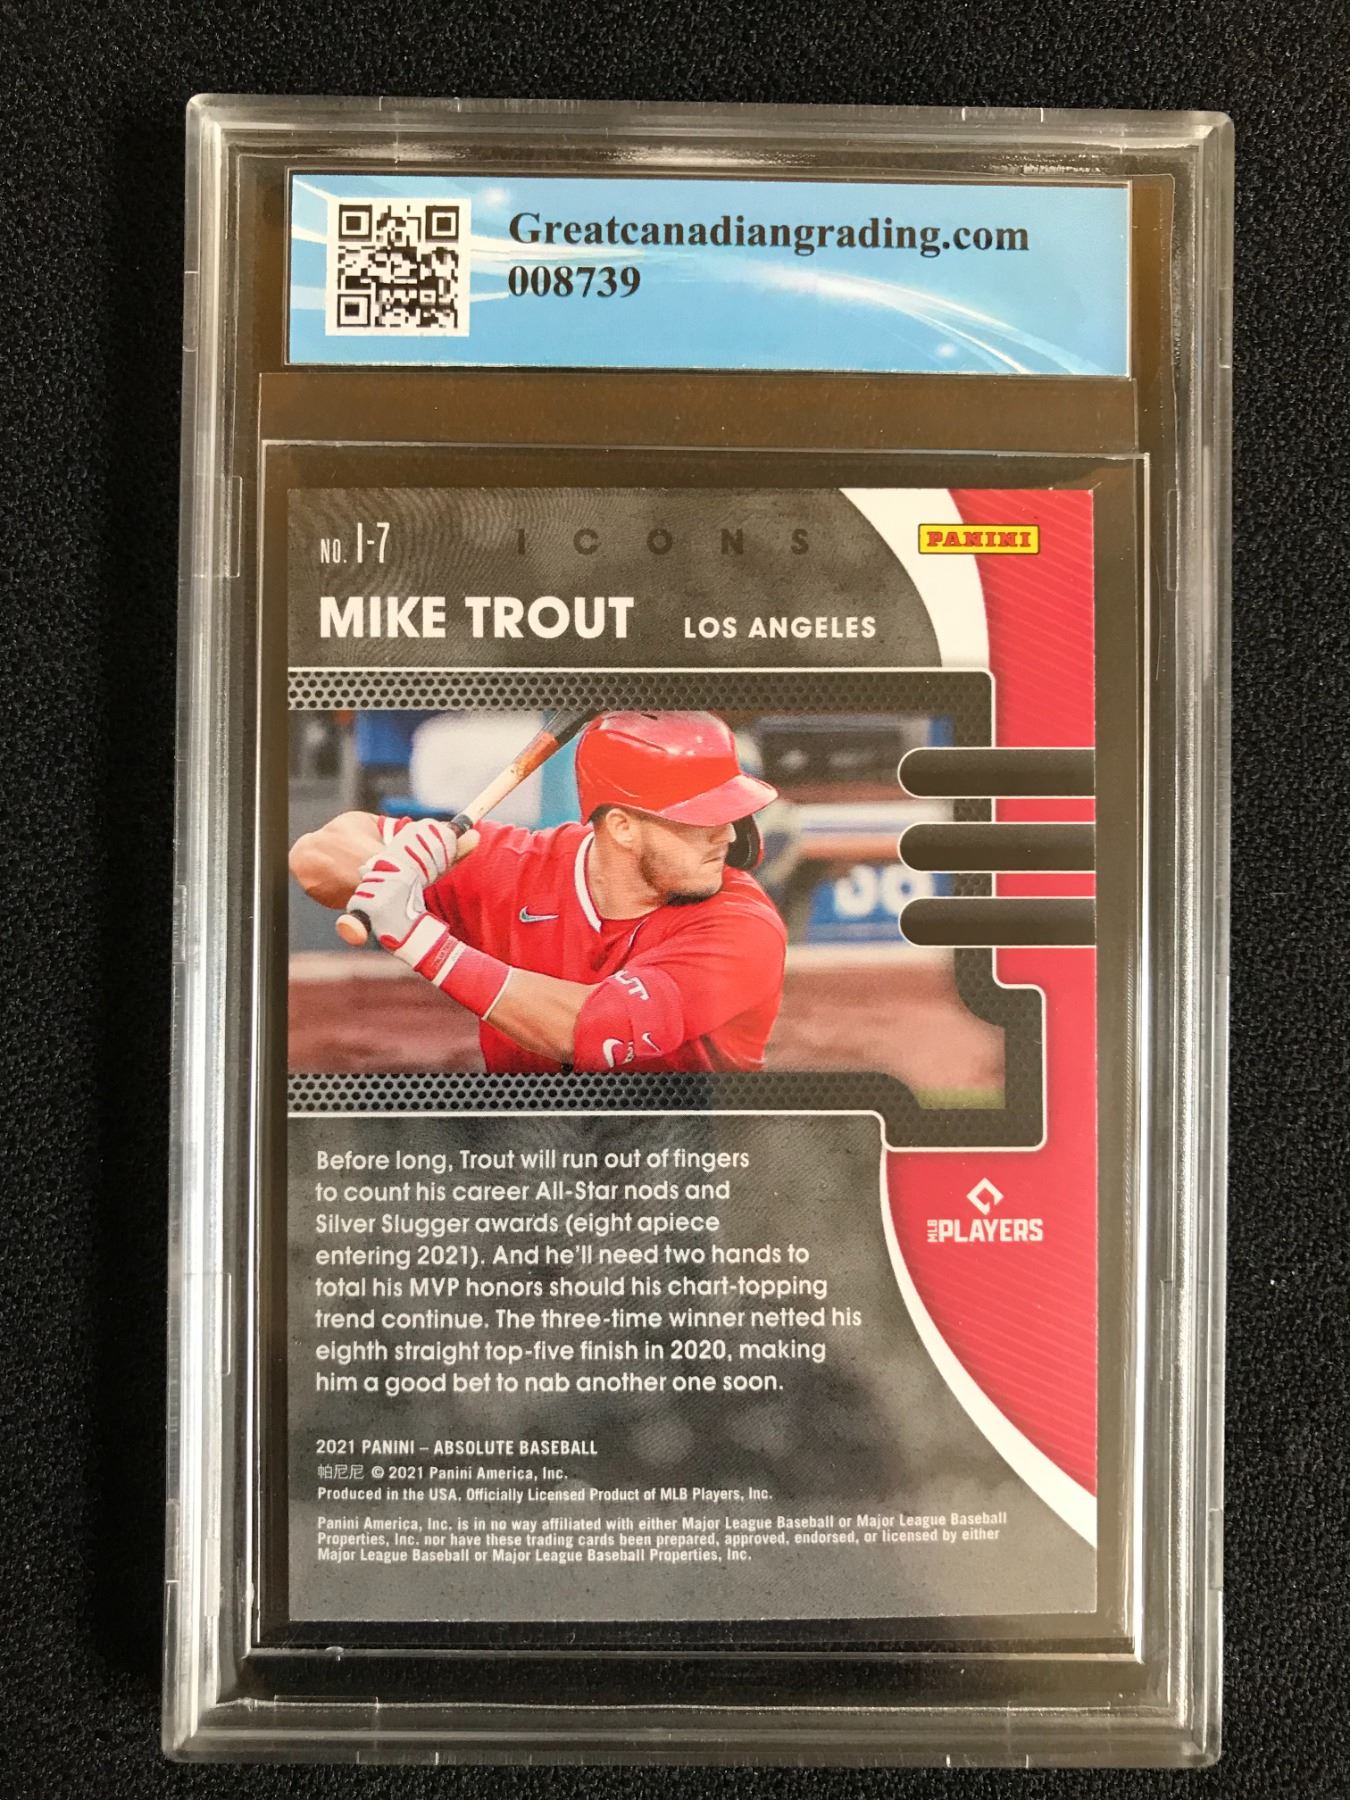 Greatcanadiangrading.com
008739
NO. I-7
ICONS
PANINI
MIKE TROUT LOS ANGELES
Before long, Trout will run out of fingers
to count his career All-Star nods and
Silver Slugger awards (eight apiece
entering 2021). And he'll need two hands to
total his MVP honors should his chart-topping
trend continue. The three-time winner netted his
eighth straight top-five finish in 2020, making
him a good bet to nab another one soon.
MLB PLAYERS
2021 PANINI – ABSOLUTE BASEBALL
帕尼尼 © 2021 Panini America, Inc.
Produced in the USA. Officially Licensed Product of MLB Players, Inc.
Panini America, Inc. is in no way affiliated with either Major League Baseball or Major League Baseball
Properties, Inc. nor have these trading cards been prepared, approved, endorsed, or licensed by either
Major League Baseball or Major League Baseball Properties, Inc.